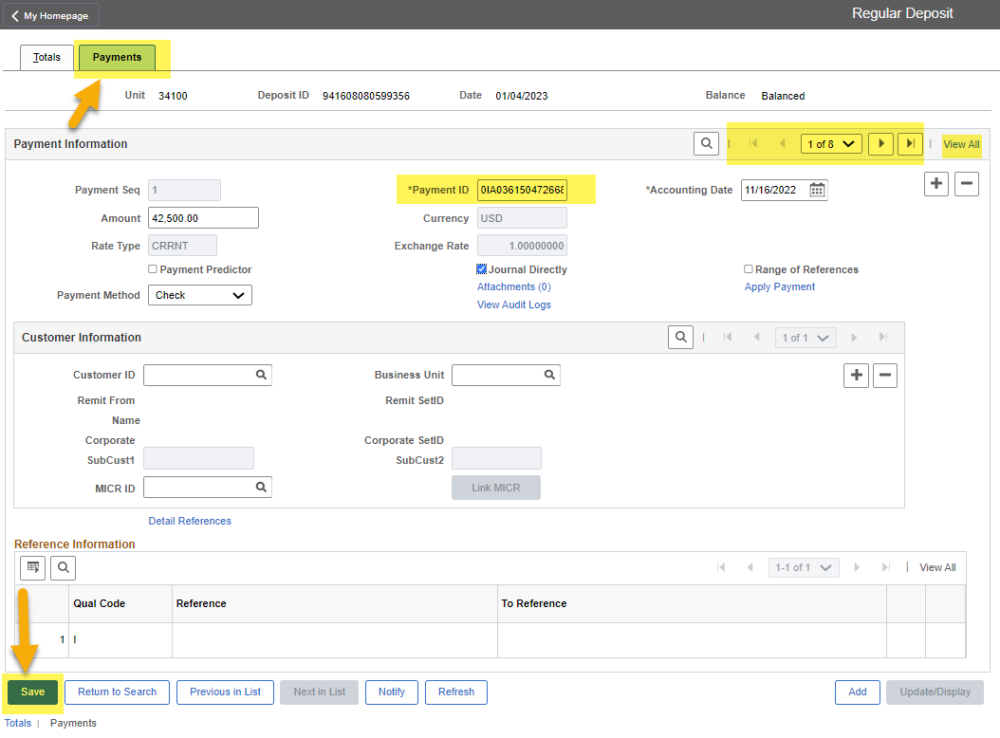 My Homepage
Regular Deposit
Totals
Payments
Unit 34100 Deposit ID 941608080599356 Date 01/04/2023 Balance Balanced
Payment Information 1 of 8 View All
Payment Seq 1 *Payment ID 0IA036150472668 *Accounting Date 11/16/2022
Amount 42,500.00 Currency USD
Rate Type CRRNT Exchange Rate 1.00000000
Payment Predictor Journal Directly Range of References
Attachments (0) Apply Payment
Payment Method Check
View Audit Logs
Customer Information 1 of 1
Customer ID Business Unit
Remit From Remit SetID
Name
Corporate Corporate SetID
SubCust1 SubCust2
MICR ID Link MICR
Detail References
Reference Information
1-1 of 1 View All
Qual Code Reference To Reference
1 I
Save Return to Search Previous in List Next in List Notify Refresh Add Update/Display
Totals | Payments